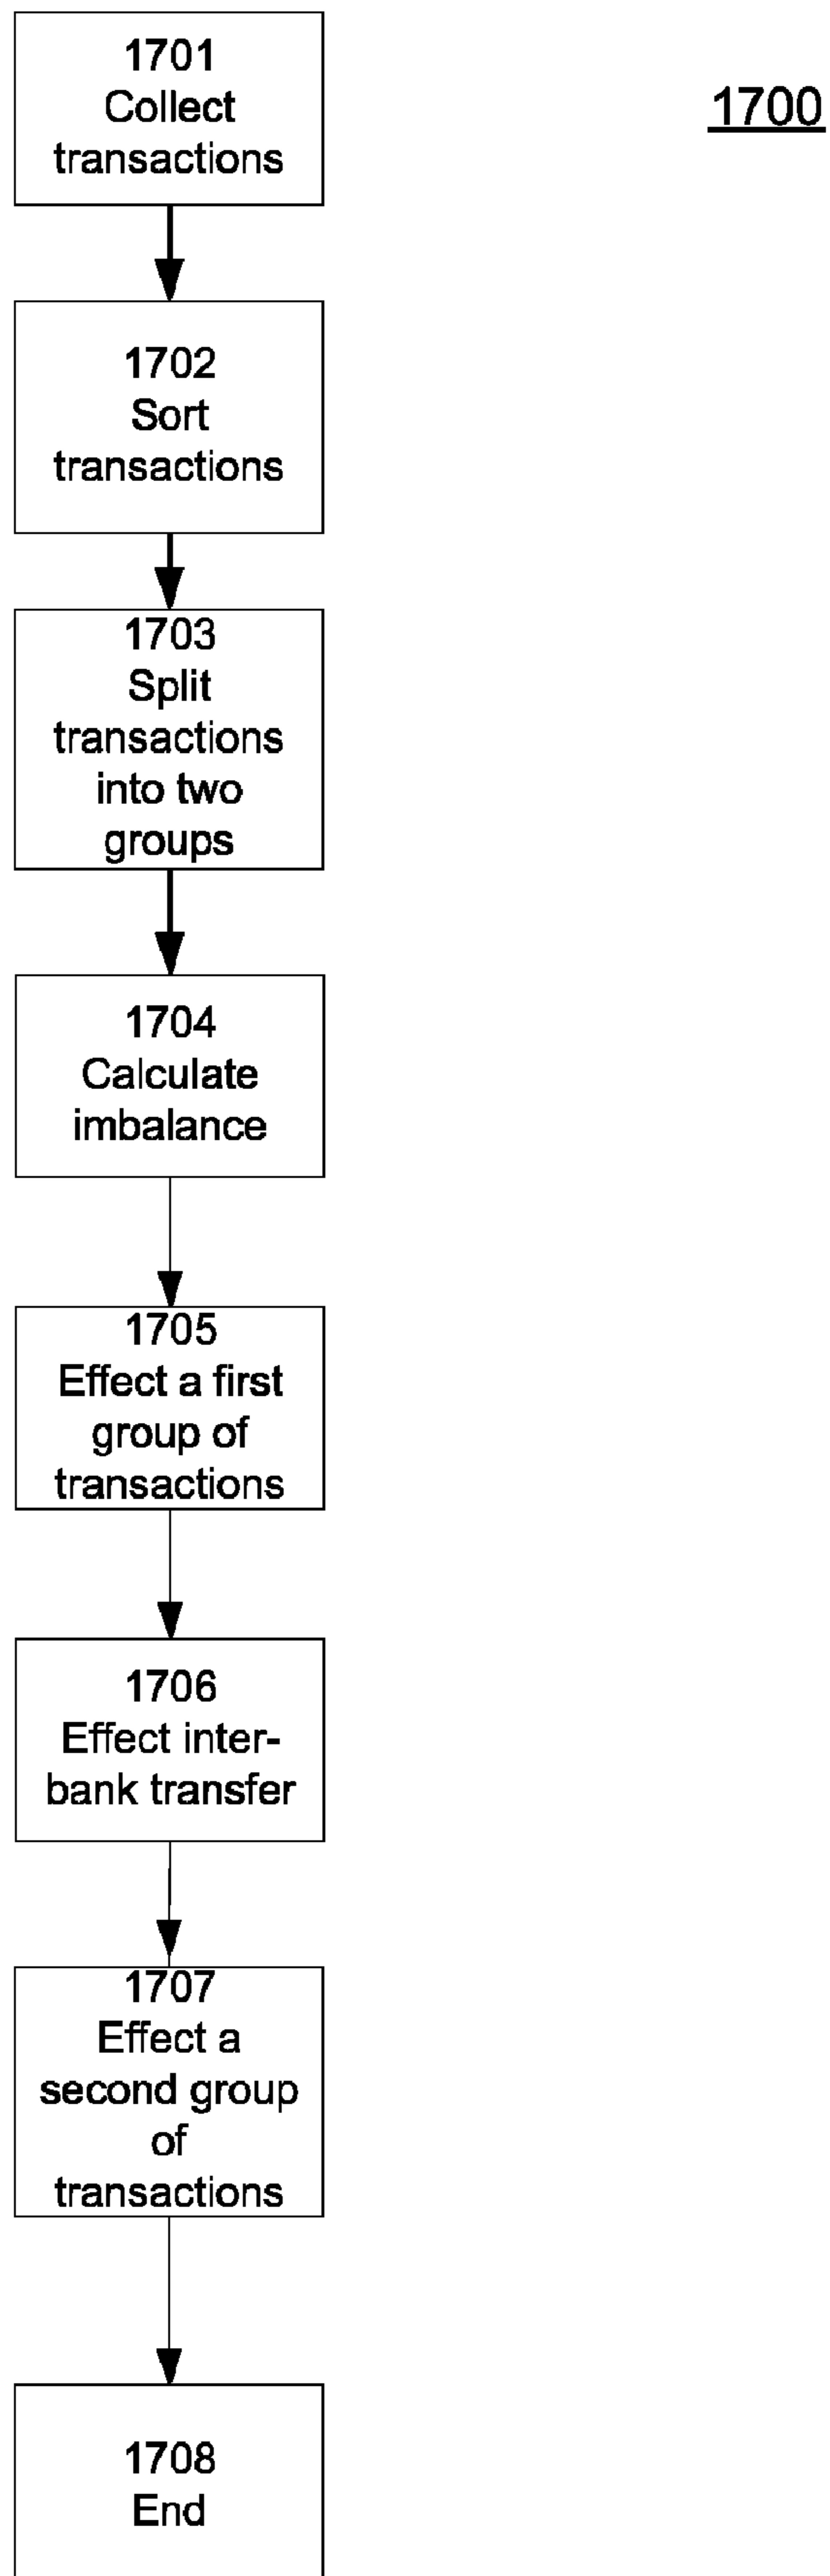 1701
Collect
transactions
1700
1702
Sort
transactions
1703
Split
transactions
into two
groups
1704
Calculate
imbalance
1705
Effect a first
group of
transactions
1706
Effect inter-
bank transfer
1707
Effect a
second group
of
transactions
1708
End